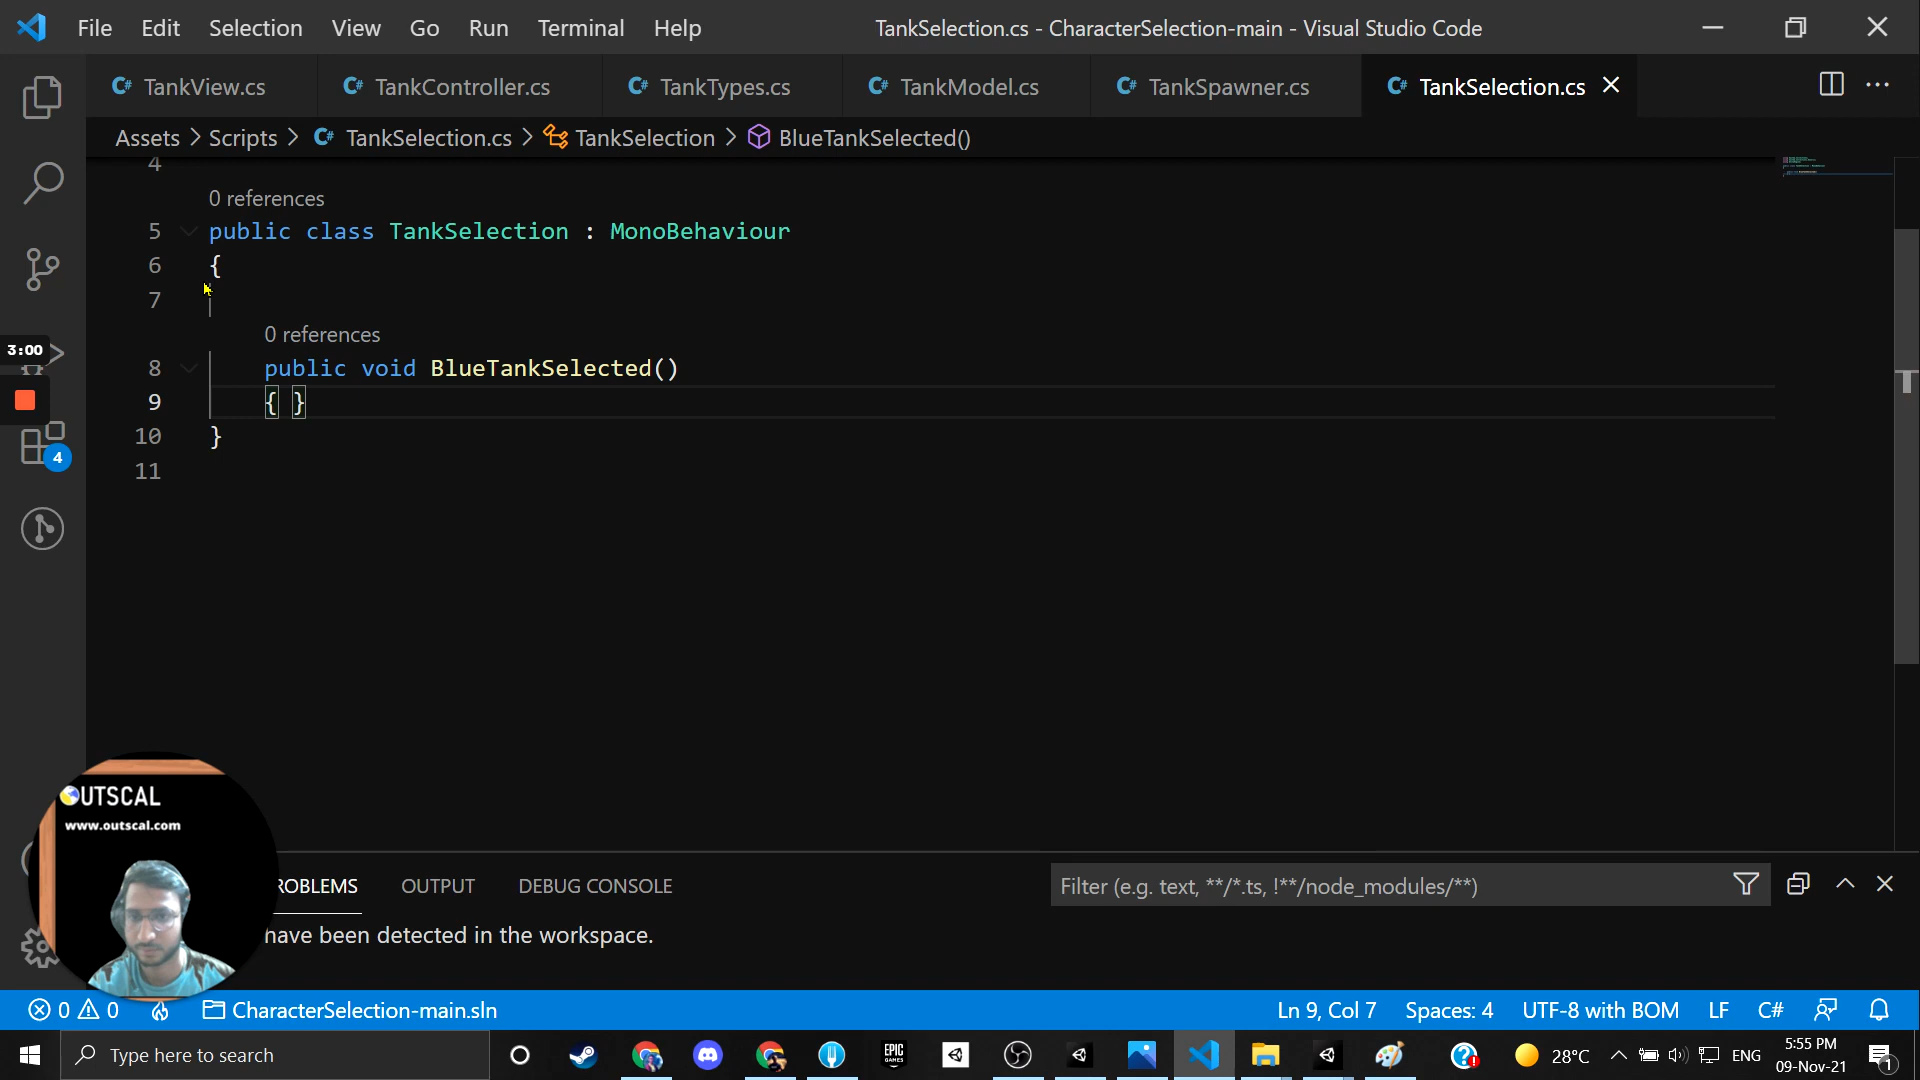 File Edit Selection View Go Run Terminal Help TankSelection.cs - CharacterSelection-main - Visual Studio Code
TankView.cs TankController.cs TankTypes.cs TankModel.cs TankSpawner.cs TankSelection.cs
Assets > Scripts > TankSelection.cs > TankSelection > BlueTankSelected()
4
0 references
5 public class TankSelection : MonoBehaviour
6 {
7
0 references
8 public void BlueTankSelected()
9 { }
10 }
11
3:00
4
OUTSCAL
www.outscal.com
ROBLEMS OUTPUT DEBUG CONSOLE Filter (e.g. text, **/*.ts, !**/node_modules/**)
have been detected in the workspace.
0 0 CharacterSelection-main.sln Ln 9, Col 7 Spaces: 4 UTF-8 with BOM LF C#
Type here to search EPIC GAMES 28°C ENG 5:55 PM
09-Nov-21 1